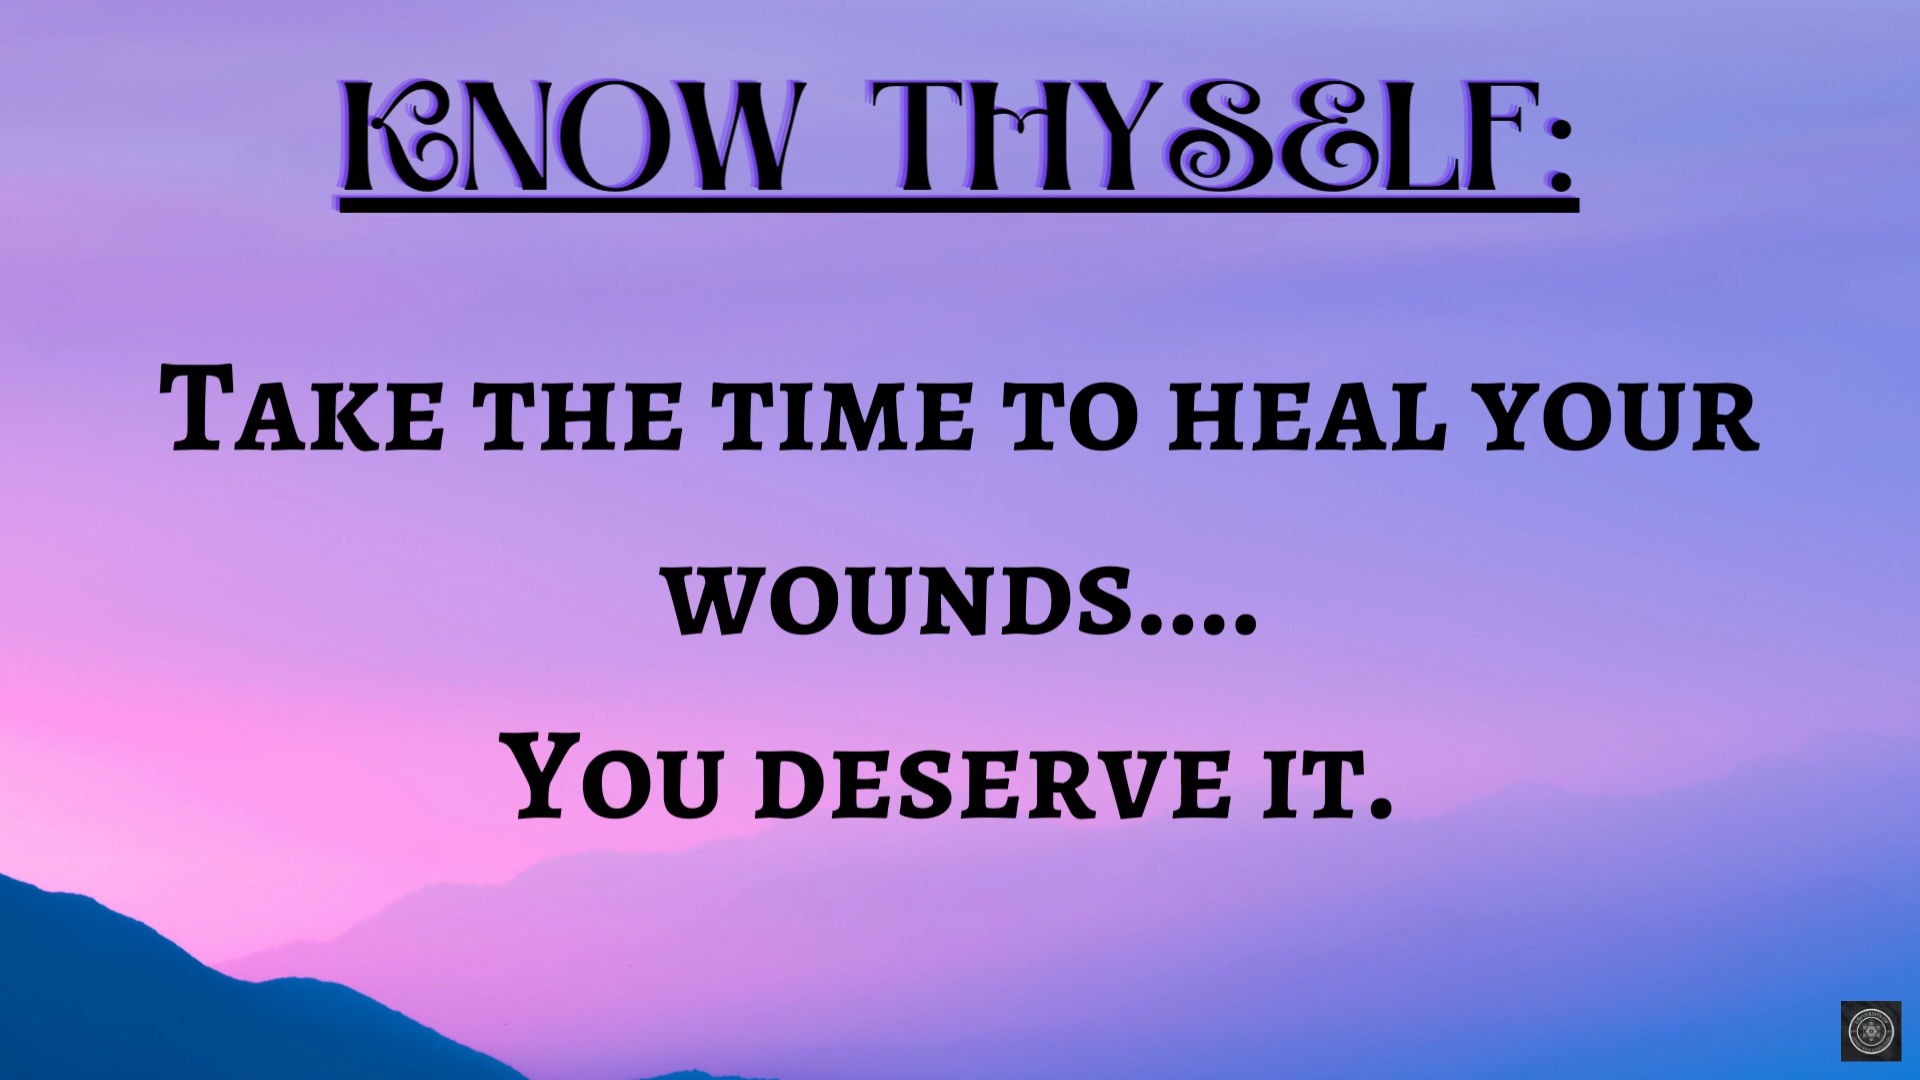 KNOW THYSELF:
Take the time to heal your
wounds....
You deserve it.